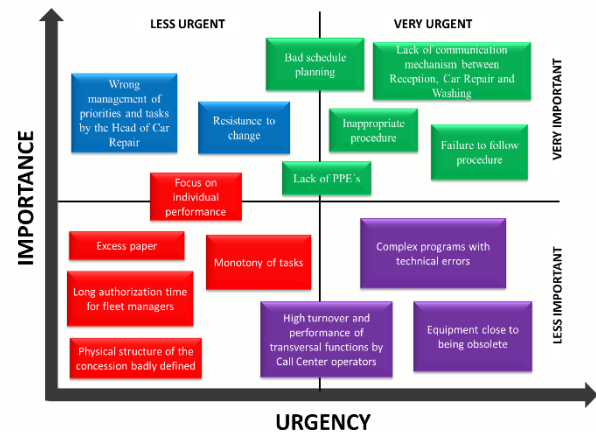 LESS URGENT
VERY URGENT
IMPORTANCE
VERY IMPORTANT
LESS IMPORTANT
Wrong
management of
priorities and tasks
by the Head of Car
Repair
Resistance to
change
Bad schedule
planning
Lack of communication
mechanism between
Reception, Car Repair and
Washing
Inappropriate
procedure
Failure to follow
procedure
Lack of PPE´s
Focus on
individual
performance
Excess paper
Monotony of tasks
Long authorization time
for fleet managers
Physical structure of the
concession badly defined
Complex programs with
technical errors
High turnover and
performance of
transversal functions by
Call Center operators
Equipment close to
being obsolete
URGENCY